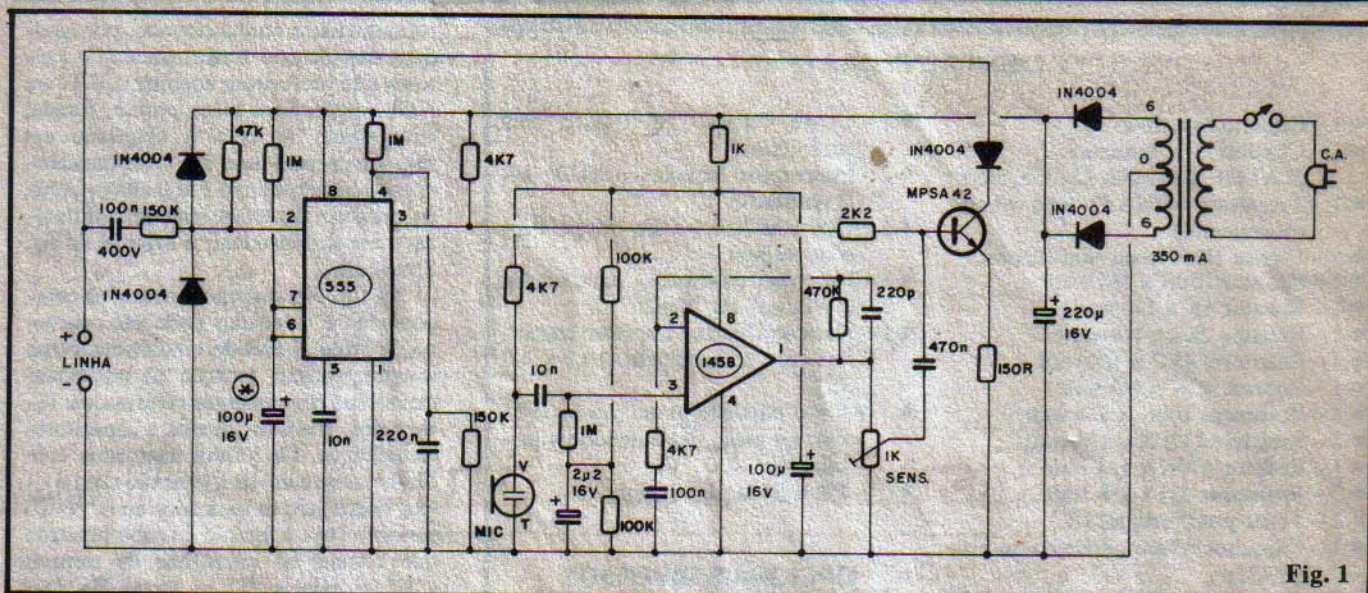 1N4004
47K
1M
1M
4K7
1K
1N4004
MPSA 42
1N4004
6
0
6
C.A.
1N4004
350 mA
100n
150K
400V
1N4004
8
4
2
3
555
7
6
5
1
+
LINHA
-
*
+
100µ
16V
10n
220n
150K
4K7
100K
10n
1M
2µ2
16V
+
100K
V
T
MIC
2
8
1458
1
3
4
4K7
100n
470K
220p
100µ
16V
+
1K
SENS.
2K2
470n
150R
+
220µ
16V
Fig. 1